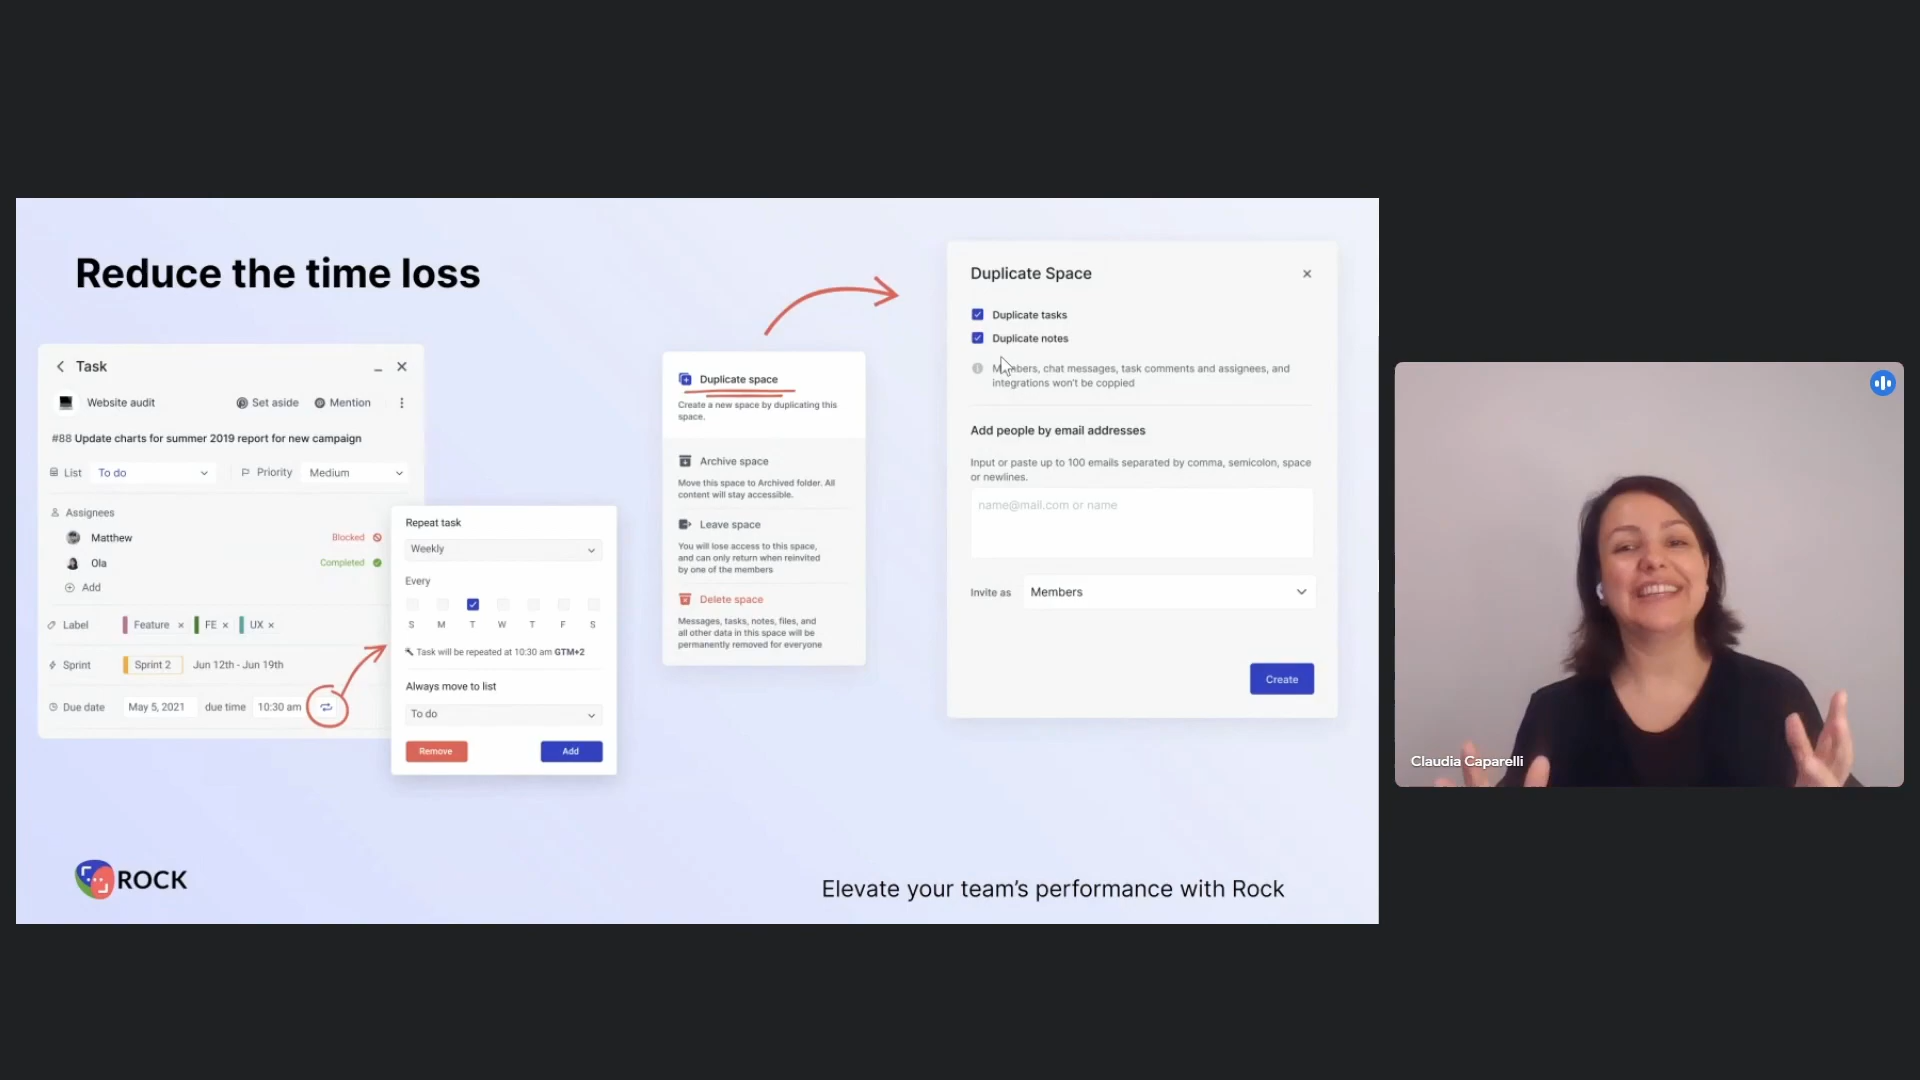 Reduce the time loss
Task
Website audit
Set aside
Mention
#88 Update charts for summer 2019 report for new campaign
List
To do
Priority
Medium
Assignees
Matthew
Blocked
Ola
Completed
Add
Label
Feature ×
FE ×
UX ×
Sprint
Sprint 2
Jun 12th - Jun 19th
Due date
May 5, 2021
due time
10:30 am
Repeat task
Weekly
Every
S M T W T F S
Task will be repeated at 10:30 am GTM+2
Always move to list
To do
Remove
Add
Duplicate space
Create a new space by duplicating this
space.
Archive space
Move this space to Archived folder. All
content will stay accessible.
Leave space
You will lose access to this space,
and can only return when reinvited
by one of the members
Delete space
Messages, tasks, notes, files, and
all other data in this space will be
permanently removed for everyone
Duplicate Space
Duplicate tasks
Duplicate notes
Members, chat messages, task comments and assignees, and
integrations won't be coppied
Add people by email addresses
Input or paste up to 100 emails separated by comma, semicolon, space
or newlines.
name@mail.com or name
Invite as
Members
Create
ROCK
Elevate your team's performance with Rock
Claudia Caparelli